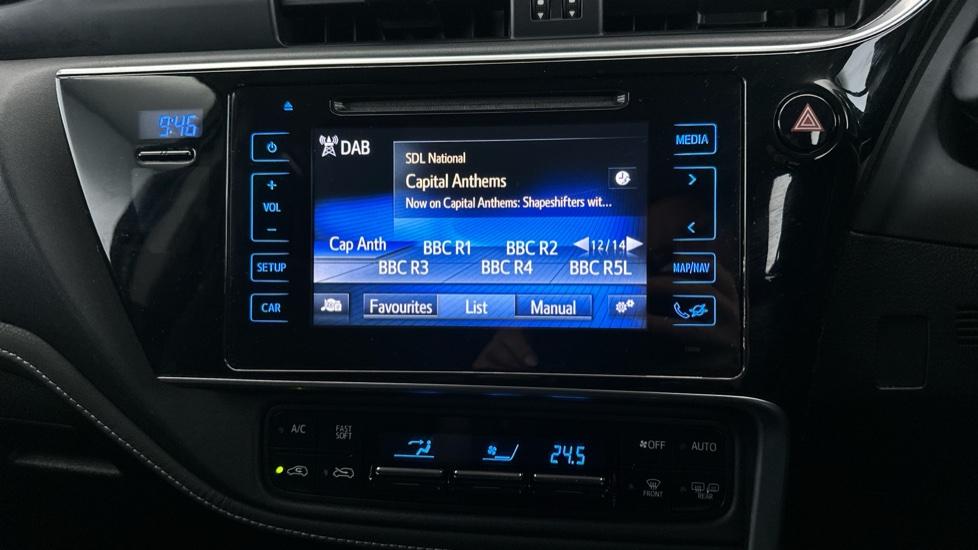 9:46
DAB
SDL National
Capital Anthems
Now on Capital Anthems: Shapeshifters wit...
Cap Anth BBC R1 BBC R2 12/14
BBC R3 BBC R4 BBC R5L
Favourites List Manual
VOL
SETUP
CAR
MEDIA
MAP/NAV
A/C
FAST
SOFT
24.5
OFF
AUTO
FRONT
REAR